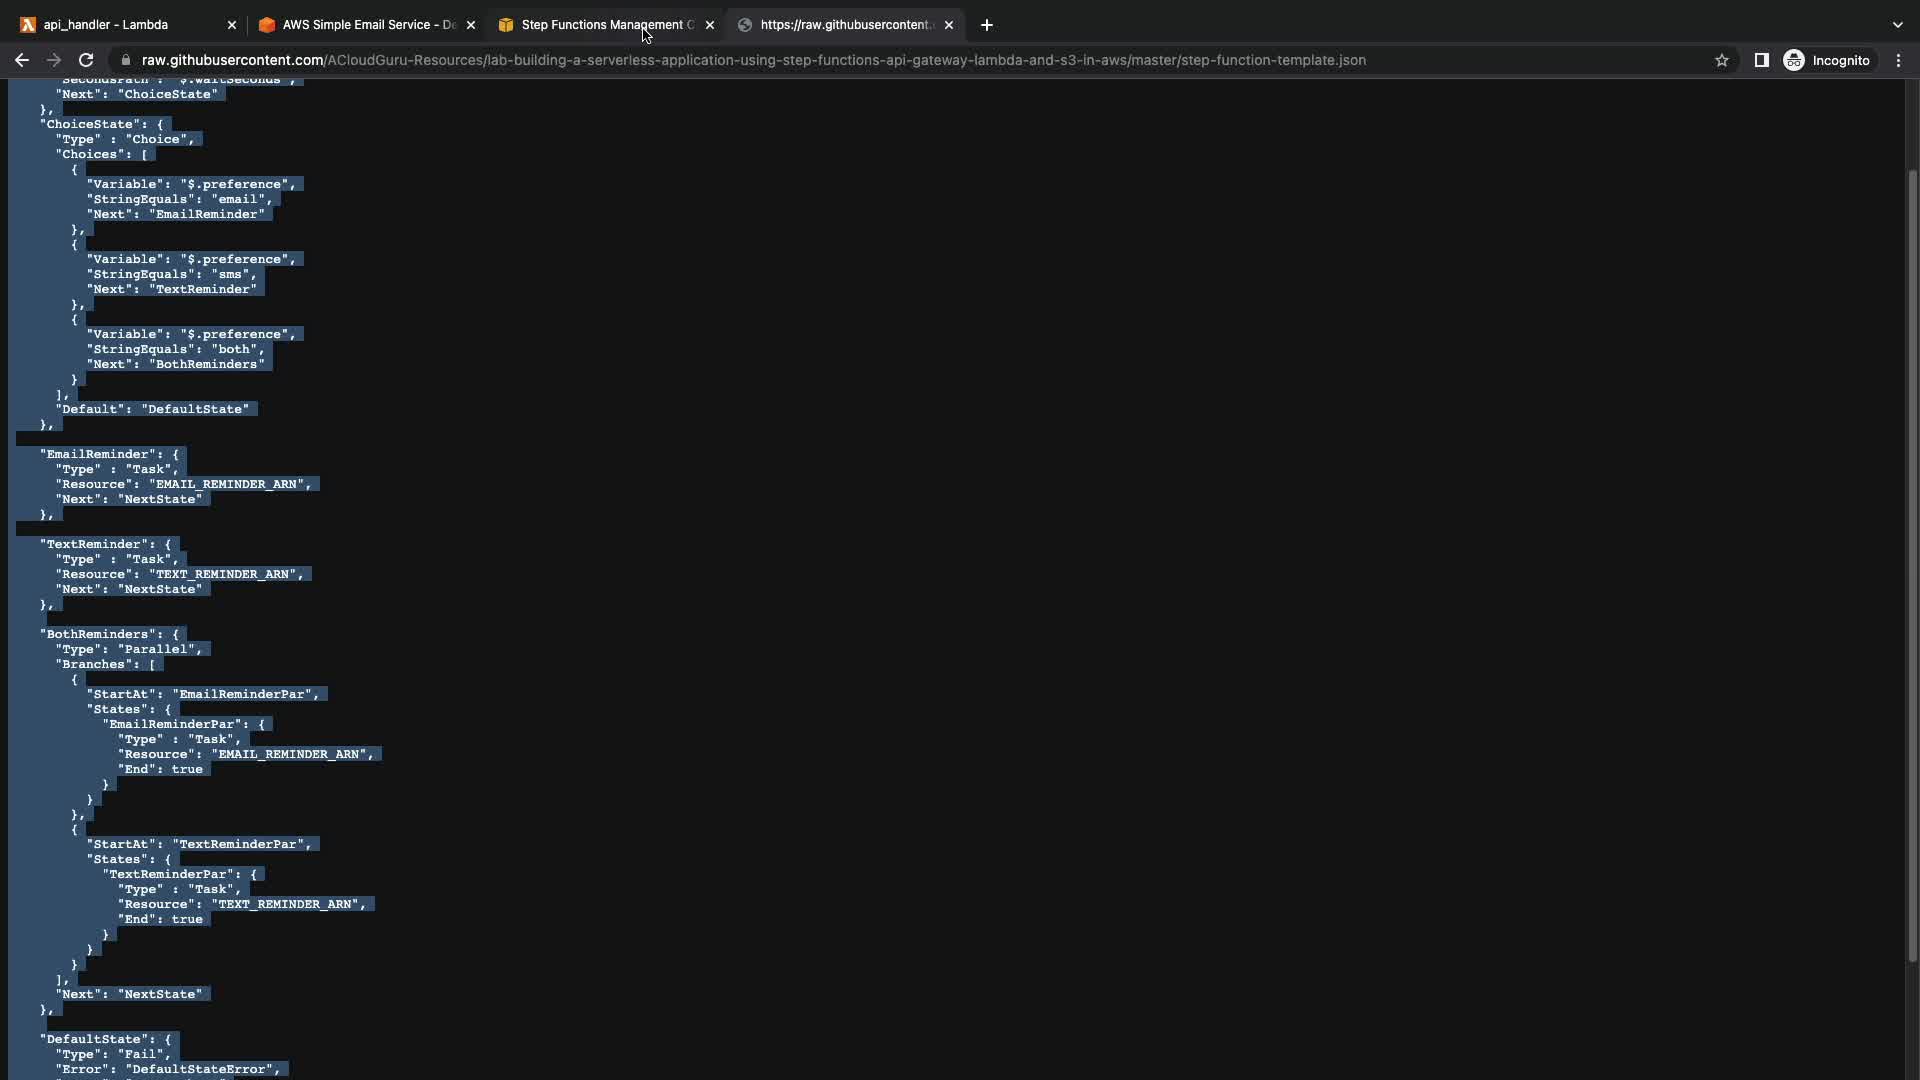 api_handler - Lambda
AWS Simple Email Service - De
Step Functions Management C
https://raw.githubusercontent.
raw.githubusercontent.com/ACloudGuru-Resources/lab-building-a-serverless-application-using-step-functions-api-gateway-lambda-and-s3-in-aws/master/step-function-template.json
Incognito
"SecondsPath": "$.waitSeconds",
"Next": "ChoiceState"
},
"ChoiceState": {
"Type" : "Choice",
"Choices": [
{
"Variable": "$.preference",
"StringEquals": "email",
"Next": "EmailReminder"
},
{
"Variable": "$.preference",
"StringEquals": "sms",
"Next": "TextReminder"
},
{
"Variable": "$.preference",
"StringEquals": "both",
"Next": "BothReminders"
}
],
"Default": "DefaultState"
},
"EmailReminder": {
"Type" : "Task",
"Resource": "EMAIL_REMINDER_ARN",
"Next": "NextState"
},
"TextReminder": {
"Type" : "Task",
"Resource": "TEXT_REMINDER_ARN",
"Next": "NextState"
},
"BothReminders": {
"Type": "Parallel",
"Branches": [
{
"StartAt": "EmailReminderPar",
"States": {
"EmailReminderPar": {
"Type" : "Task",
"Resource": "EMAIL_REMINDER_ARN",
"End": true
}
}
},
{
"StartAt": "TextReminderPar",
"States": {
"TextReminderPar": {
"Type" : "Task",
"Resource": "TEXT_REMINDER_ARN",
"End": true
}
}
}
],
"Next": "NextState"
},
"DefaultState": {
"Type": "Fail",
"Error": "DefaultStateError",